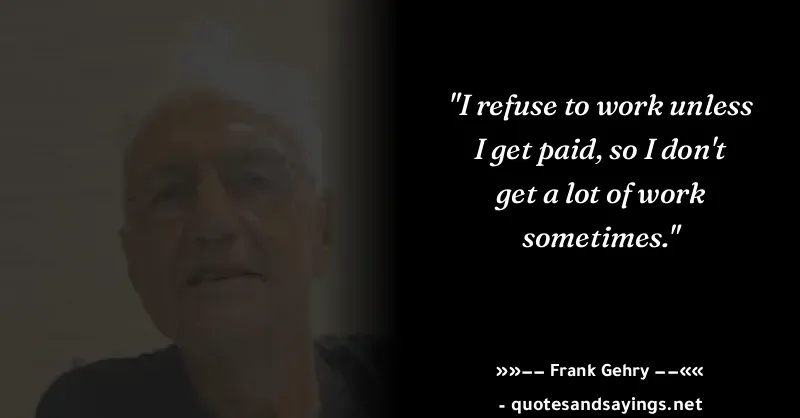 "I refuse to work unless
I get paid, so I don't
get a lot of work
sometimes."
»»–– Frank Gehry ––««
- quotesandsayings.net